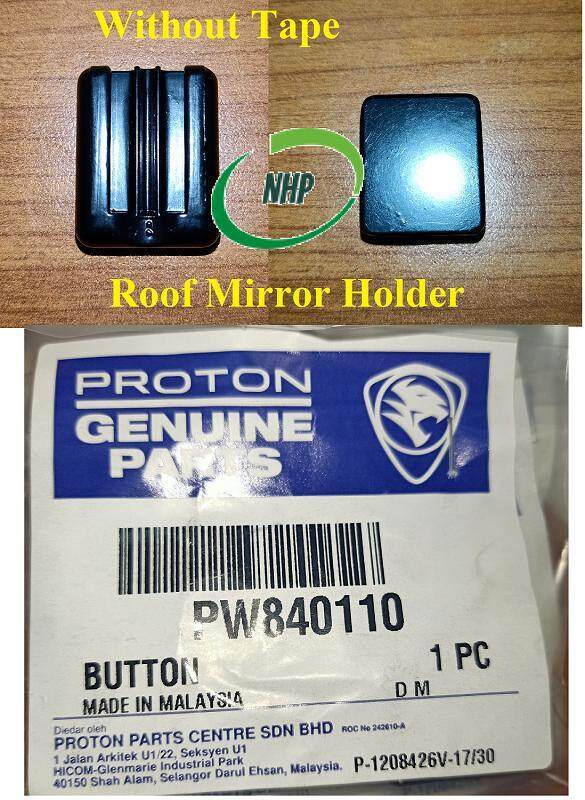 Without Tape
NHP
Roof Mirror Holder
PROTON
GENUINE
PARTS
PW840110
BUTTON 1 PC
MADE IN MALAYSIA D M
Diedar oleh
PROTON PARTS CENTRE SDN BHD ROC No 242610-A
1 Jalan Arkitek U1/22, Seksyen U1
HICOM-Glenmarie Industrial Park
40150 Shah Alam, Selangor Darul Ehsan, Malaysia. P-1208426V-17/30